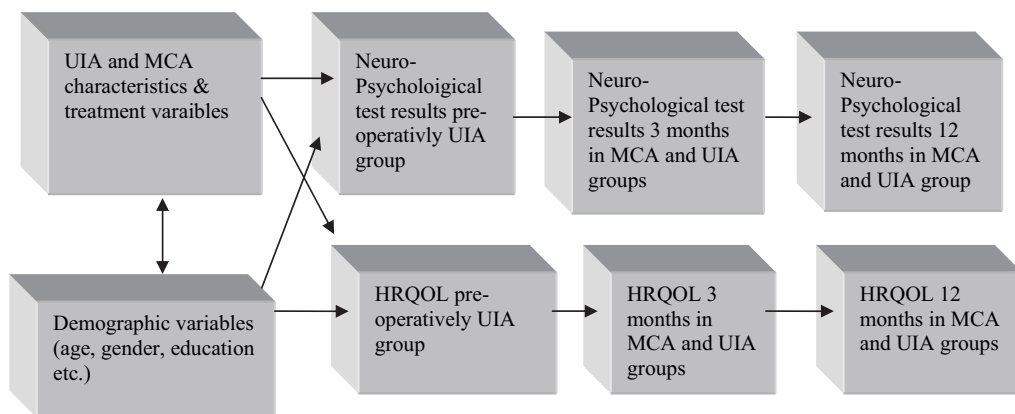 UIA and MCA
characteristics &
treatment varaibles
Neuro-
Psycholoigical
test results pre-
operativly UIA
group
Neuro-
Psychological test
results 3 months
in MCA and UIA
groups
Neuro-
Psychological
test results 12
months in MCA
and UIA group
Demographic variables
(age, gender, education
etc.)
HRQOL pre-
operatively UIA
group
HRQOL 3
months in
MCA and UIA
groups
HRQOL 12
months in MCA
and UIA groups